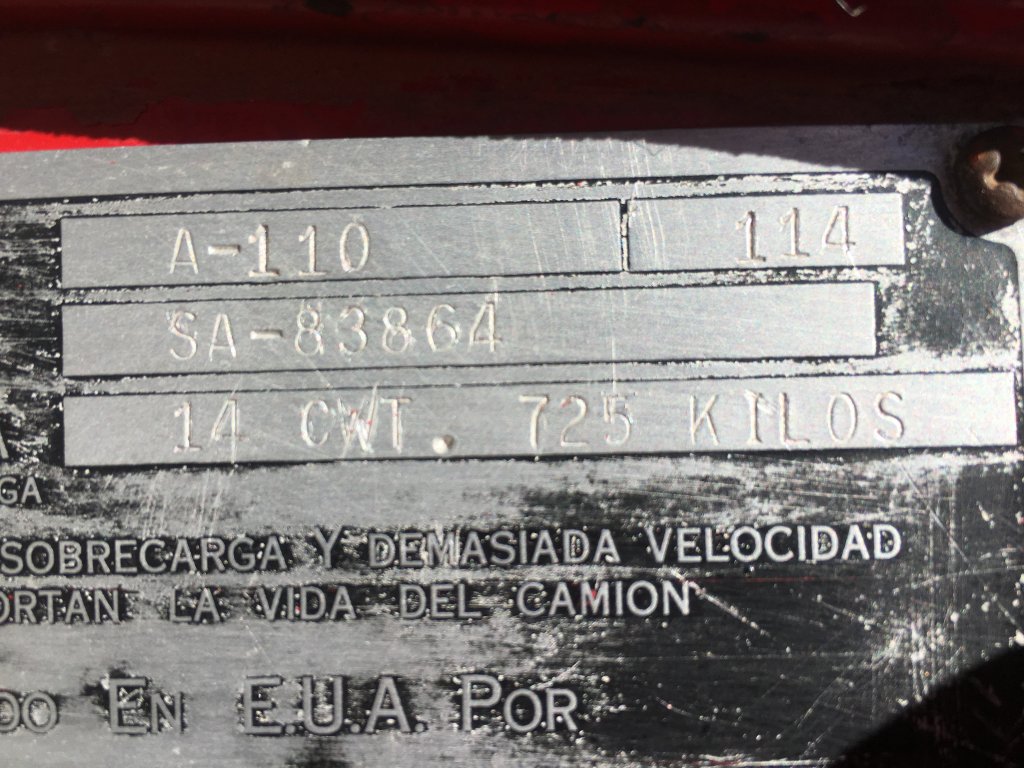 A-110 114
SA-83864
14 CWT. 725 KILOS
GA
SOBRECARGA Y DEMASIADA VELOCIDAD
ORTAN LA VIDA DEL CAMION
DO EN E.U.A. POR